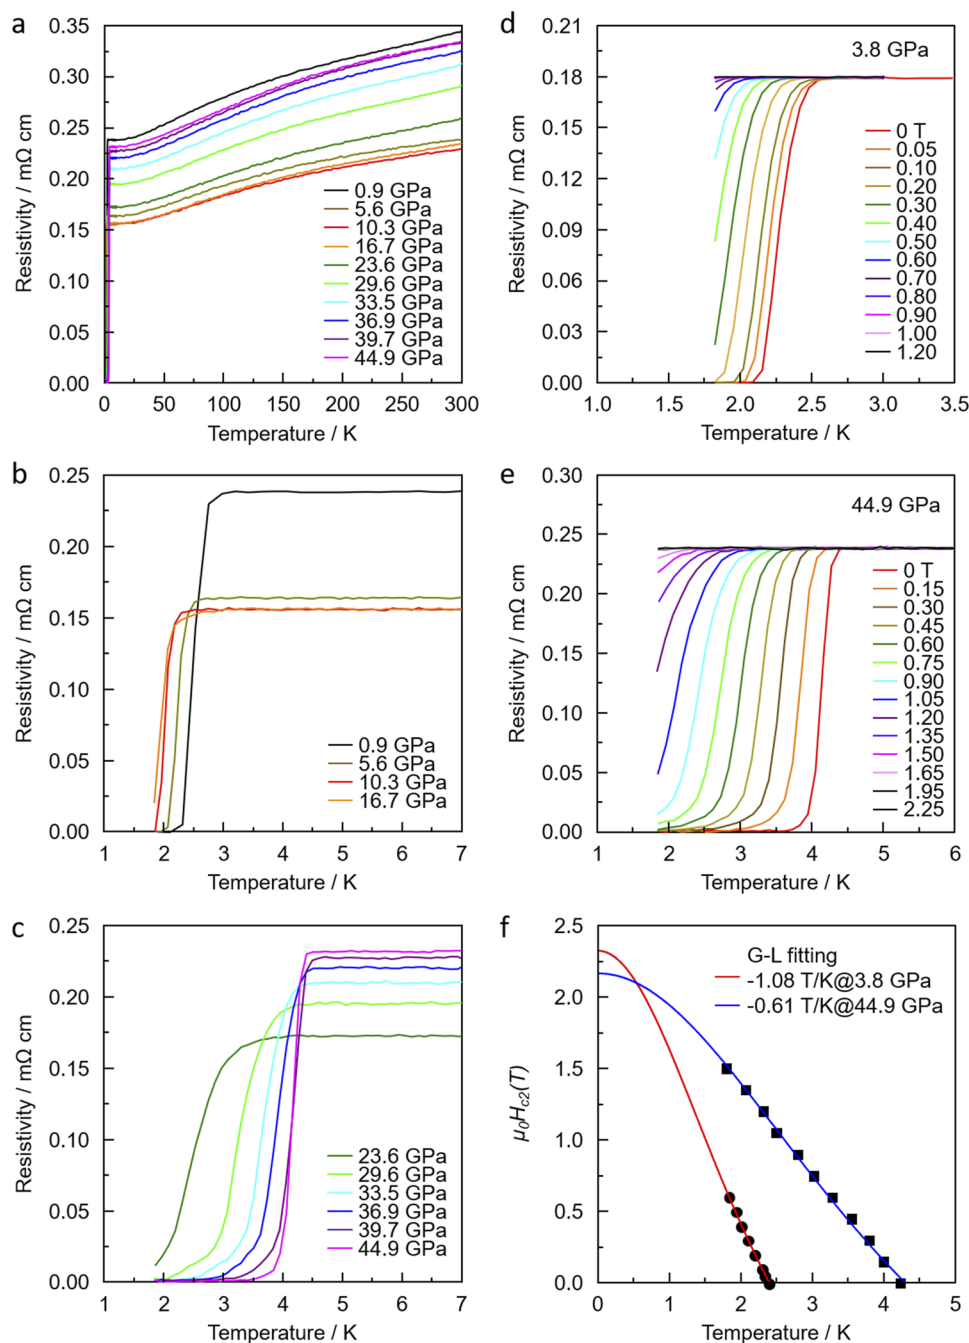 a
0.35
0.30
0.25
0.20
0.15
0.10
0.05
0.00
Resistivity / mΩ cm
0.9 GPa
5.6 GPa
10.3 GPa
16.7 GPa
23.6 GPa
29.6 GPa
33.5 GPa
36.9 GPa
39.7 GPa
44.9 GPa
0 50 100 150 200 250 300
Temperature / K
d
0.21
0.18
0.15
0.12
0.09
0.06
0.03
0.00
Resistivity / mΩ cm
3.8 GPa
0 T
0.05
0.10
0.20
0.30
0.40
0.50
0.60
0.70
0.80
0.90
1.00
1.20
1.0 1.5 2.0 2.5 3.0 3.5
Temperature / K
b
0.25
0.20
0.15
0.10
0.05
0.00
Resistivity / mΩ cm
0.9 GPa
5.6 GPa
10.3 GPa
16.7 GPa
1 2 3 4 5 6 7
Temperature / K
e
0.30
0.25
0.20
0.15
0.10
0.05
0.00
Resistivity / mΩ cm
44.9 GPa
0 T
0.15
0.30
0.45
0.60
0.75
0.90
1.05
1.20
1.35
1.50
1.65
1.95
2.25
1 2 3 4 5 6
Temperature / K
c
0.25
0.20
0.15
0.10
0.05
0.00
Resistivity / mΩ cm
23.6 GPa
29.6 GPa
33.5 GPa
36.9 GPa
39.7 GPa
44.9 GPa
1 2 3 4 5 6 7
Temperature / K
f
2.5
2.0
1.5
1.0
0.5
0.0
μ0Hc2(T)
G-L fitting
-1.08 T/K@3.8 GPa
-0.61 T/K@44.9 GPa
0 1 2 3 4 5
Temperature / K